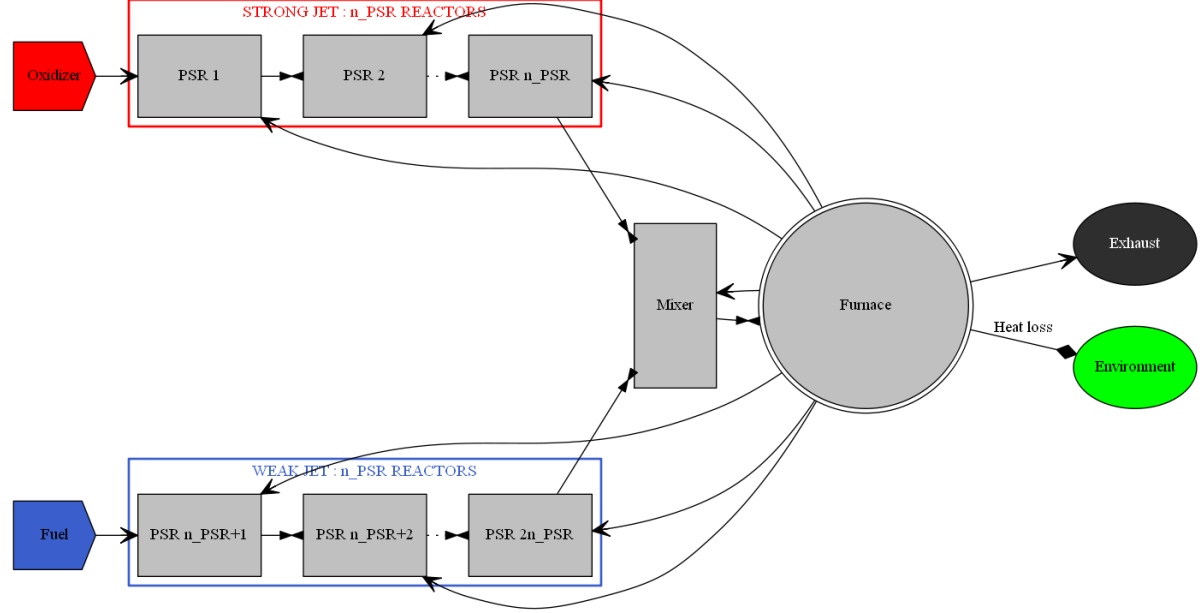 STRONG JET : n_PSR REACTORS
Oxidizer
PSR 1
PSR 2
PSR n_PSR
Exhaust
Mixer
Furnace
Heat loss
Environment
WEAK JET : n_PSR REACTORS
Fuel
PSR n_PSR+1
PSR n_PSR+2
PSR 2n_PSR